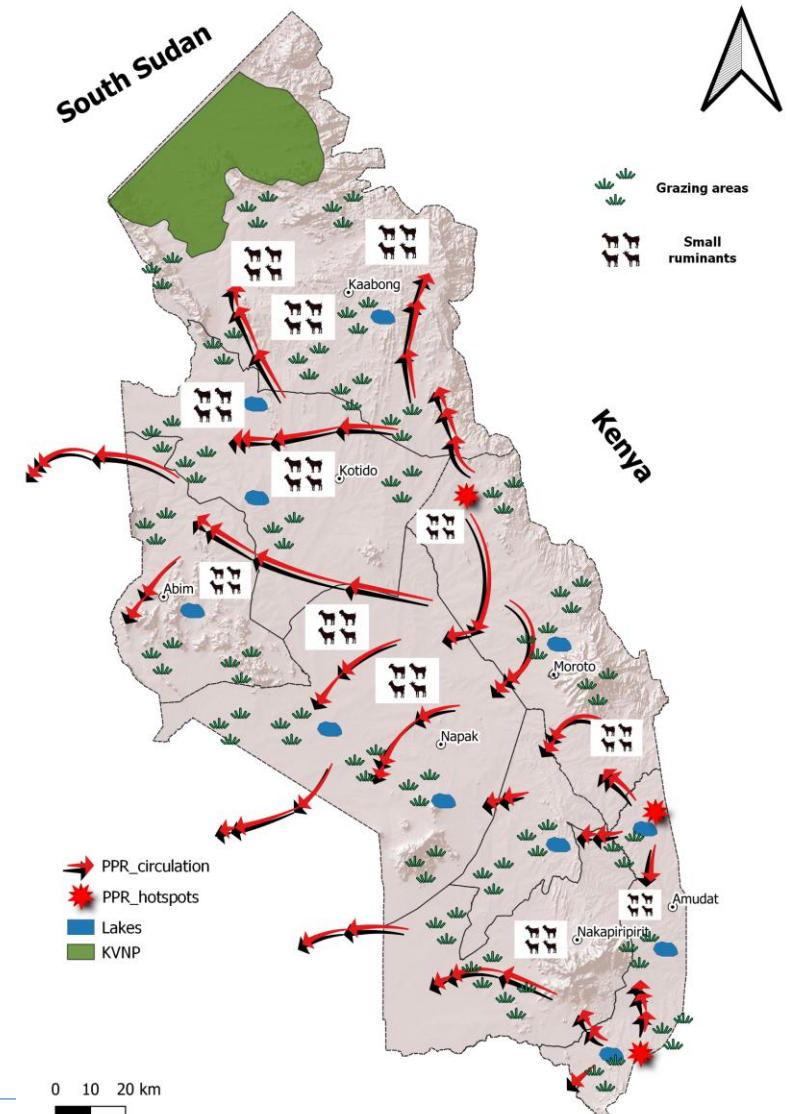 South Sudan
Grazing areas
Small
ruminants
Kaabong
Kenya
Kotido
Abim
Moroto
Napak
Amudat
Nakapiripirit
PPR_circulation
PPR_hotspots
Lakes
KVNP
0 10 20 km